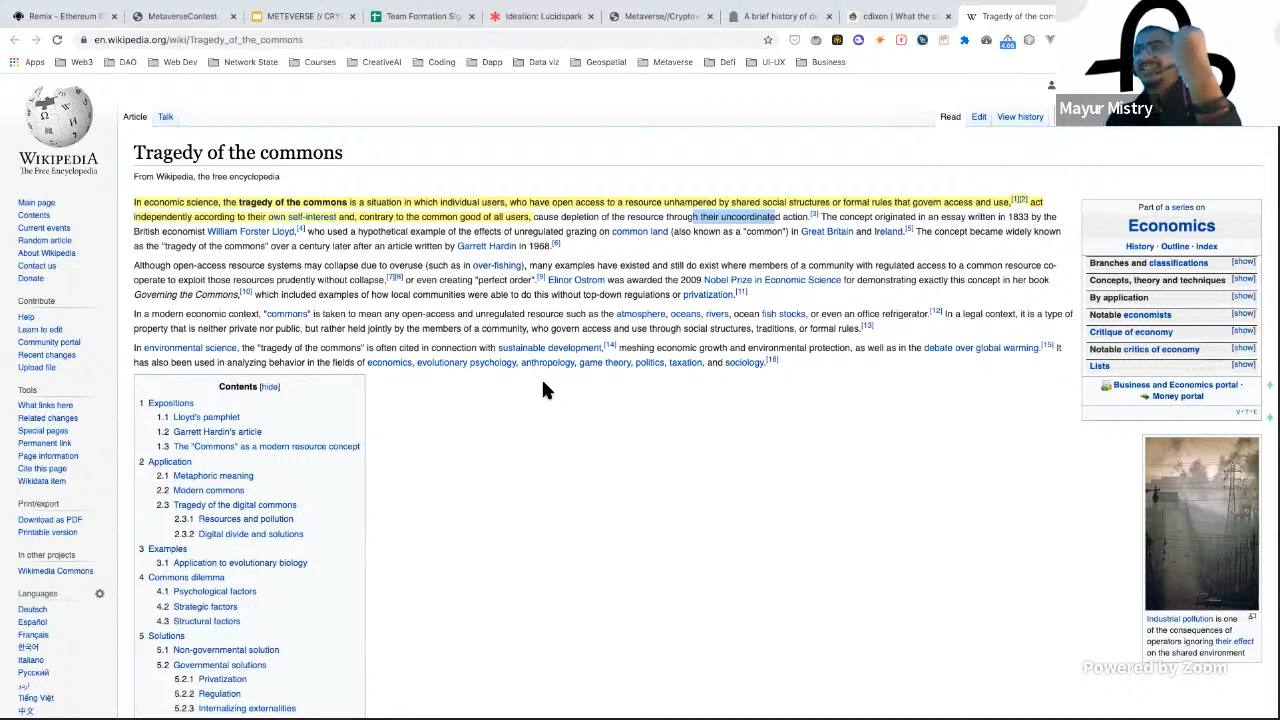 Remix - Ethereum I
MetaverseContest
METEVERSE // CRY
Team Formation Sig
Ideation: Lucidspark
Metaverse//Cryptov
A brief history of de
cdixon | What the s
Tragedy of the com
en.wikipedia.org/wiki/Tragedy_of_the_commons
4.05
Apps
Web3
DAO
Web Dev
Network State
Courses
CreativeAI
Coding
Dapp
Data viz
Geospatial
Metaverse
Defi
UI-UX
Business
Mayur Mistry
WIKIPEDIA
The Free Encyclopedia
Main page
Contents
Current events
Random article
About Wikipedia
Contact us
Donate
Contribute
Help
Learn to edit
Community portal
Recent changes
Upload file
Tools
What links here
Related changes
Special pages
Permanent link
Page information
Cite this page
Wikidata item
Print/export
Download as PDF
Printable version
In other projects
Wikimedia Commons
Languages
Deutsch
Español
Français
한국어
Italiano
Русский
اردو
Tiếng Việt
中文
Article
Talk
Read
Edit
View history
Tragedy of the commons
From Wikipedia, the free encyclopedia
In economic science, the tragedy of the commons is a situation in which individual users, who have open access to a resource unhampered by shared social structures or formal rules that govern access and use,[1][2] act
independently according to their own self-interest and, contrary to the common good of all users, cause depletion of the resource through their uncoordinated action.[3] The concept originated in an essay written in 1833 by the
British economist William Forster Lloyd,[4] who used a hypothetical example of the effects of unregulated grazing on common land (also known as a "common") in Great Britain and Ireland.[5] The concept became widely known
as the "tragedy of the commons" over a century later after an article written by Garrett Hardin in 1968.[6]
Although open-access resource systems may collapse due to overuse (such as in over-fishing), many examples have existed and still do exist where members of a community with regulated access to a common resource co-
operate to exploit those resources prudently without collapse,[7][8] or even creating "perfect order".[9] Elinor Ostrom was awarded the 2009 Nobel Prize in Economic Science for demonstrating exactly this concept in her book
Governing the Commons,[10] which included examples of how local communities were able to do this without top-down regulations or privatization.[11]
In a modern economic context, "commons" is taken to mean any open-access and unregulated resource such as the atmosphere, oceans, rivers, ocean fish stocks, or even an office refrigerator.[12] In a legal context, it is a type of
property that is neither private nor public, but rather held jointly by the members of a community, who govern access and use through social structures, traditions, or formal rules.[13]
In environmental science, the "tragedy of the commons" is often cited in connection with sustainable development,[14] meshing economic growth and environmental protection, as well as in the debate over global warming.[15] It
has also been used in analyzing behavior in the fields of economics, evolutionary psychology, anthropology, game theory, politics, taxation, and sociology.[16]
Contents [hide]
1 Expositions
1.1 Lloyd's pamphlet
1.2 Garrett Hardin's article
1.3 The "Commons" as a modern resource concept
2 Application
2.1 Metaphoric meaning
2.2 Modern commons
2.3 Tragedy of the digital commons
2.3.1 Resources and pollution
2.3.2 Digital divide and solutions
3 Examples
3.1 Application to evolutionary biology
4 Commons dilemma
4.1 Psychological factors
4.2 Strategic factors
4.3 Structural factors
5 Solutions
5.1 Non-governmental solution
5.2 Governmental solutions
5.2.1 Privatization
5.2.2 Regulation
5.2.3 Internalizing externalities
Part of a series on
Economics
History · Outline · Index
Branches and classifications [show]
Concepts, theory and techniques [show]
By application [show]
Notable economists [show]
Critique of economy [show]
Notable critics of economy [show]
Lists [show]
Business and Economics portal ·
Money portal
V·T·E
Industrial pollution is one
of the consequences of
operators ignoring their effect
on the shared environment
Powered by Zoom